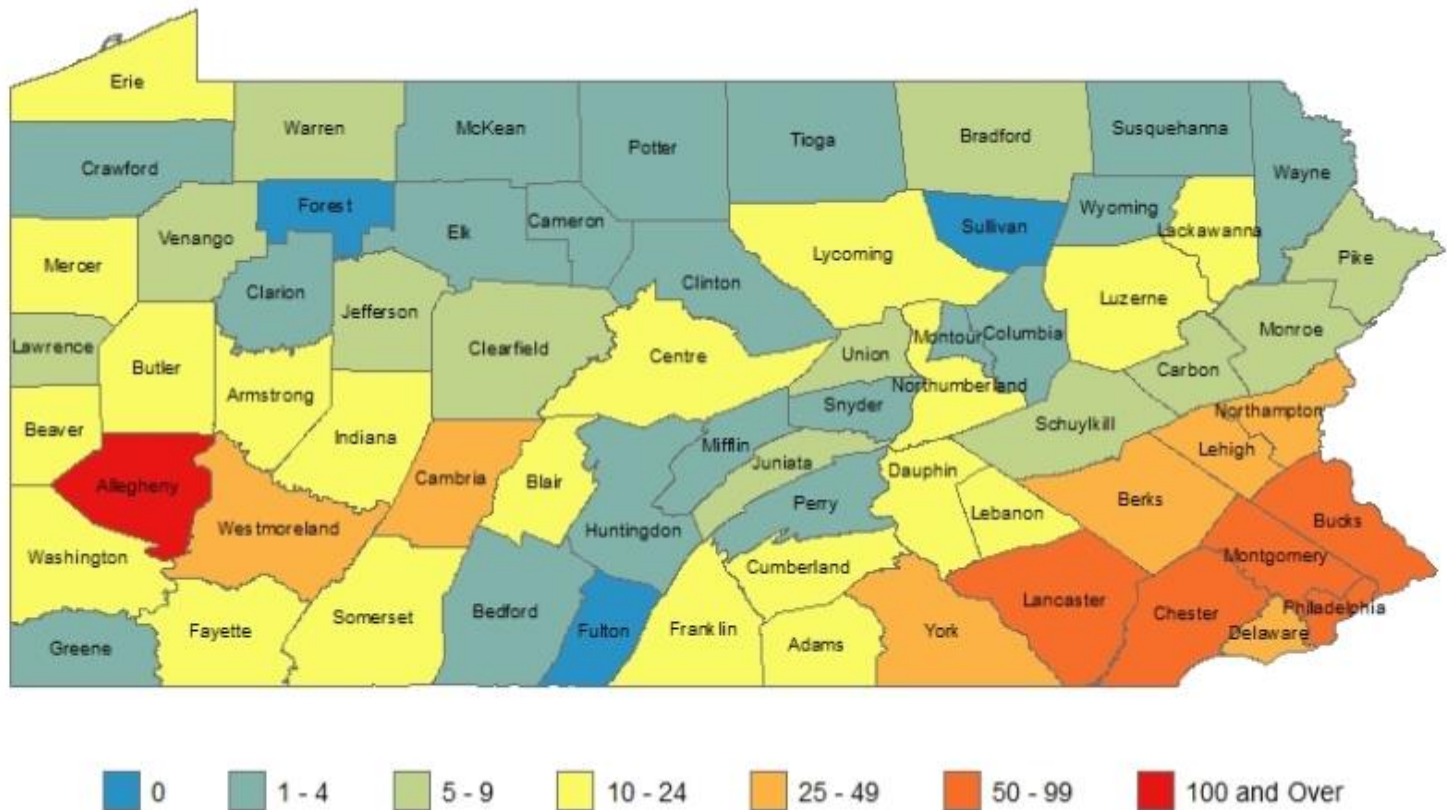 Erie
Warren
McKean
Potter
Tioga
Bradford
Susquehanna
Wayne
Crawford
Forest
Elk
Cameron
Sullivan
Wyoming
Lackawanna
Venango
Lycoming
Pike
Mercer
Clarion
Clinton
Luzerne
Jefferson
Monroe
Lawrence
Clearfield
Centre
Union
Montour
Columbia
Butler
Carbon
Armstrong
Northumberland
Snyder
Northampton
Beaver
Indiana
Schuylkill
Mifflin
Lehigh
Juniata
Dauphin
Allegheny
Cambria
Blair
Perry
Lebanon
Berks
Westmoreland
Huntingdon
Bucks
Washington
Cumberland
Montgomery
Lancaster
Philadelphia
Somerset
Bedford
Chester
Fayette
Fulton
Franklin
York
Delaware
Greene
Adams
0
1 - 4
5 - 9
10 - 24
25 - 49
50 - 99
100 and Over